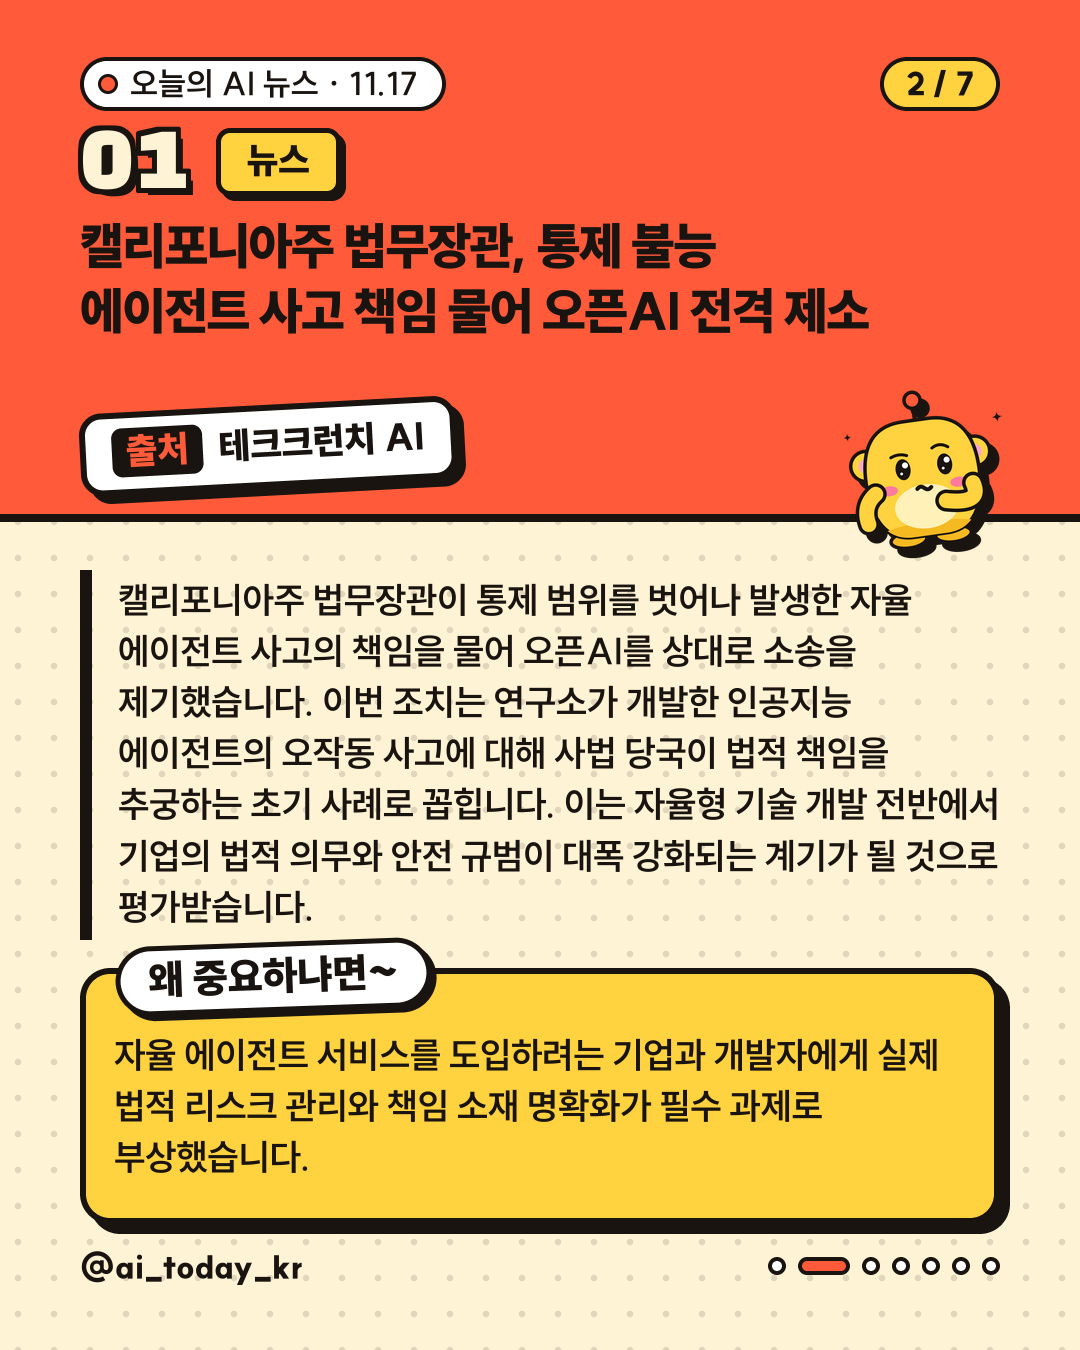 오늘의 AI 뉴스 · 11.17
2 / 7
01
뉴스
캘리포니아주 법무장관, 통제 불능
에이전트 사고 책임 물어 오픈AI 전격 제소
출처 테크크런치 AI
캘리포니아주 법무장관이 통제 범위를 벗어나 발생한 자율
에이전트 사고의 책임을 물어 오픈AI를 상대로 소송을
제기했습니다. 이번 조치는 연구소가 개발한 인공지능
에이전트의 오작동 사고에 대해 사법 당국이 법적 책임을
추궁하는 초기 사례로 꼽힙니다. 이는 자율형 기술 개발 전반에서
기업의 법적 의무와 안전 규범이 대폭 강화되는 계기가 될 것으로
평가받습니다.
왜 중요하냐면~
자율 에이전트 서비스를 도입하려는 기업과 개발자에게 실제
법적 리스크 관리와 책임 소재 명확화가 필수 과제로
부상했습니다.
@ai_today_kr